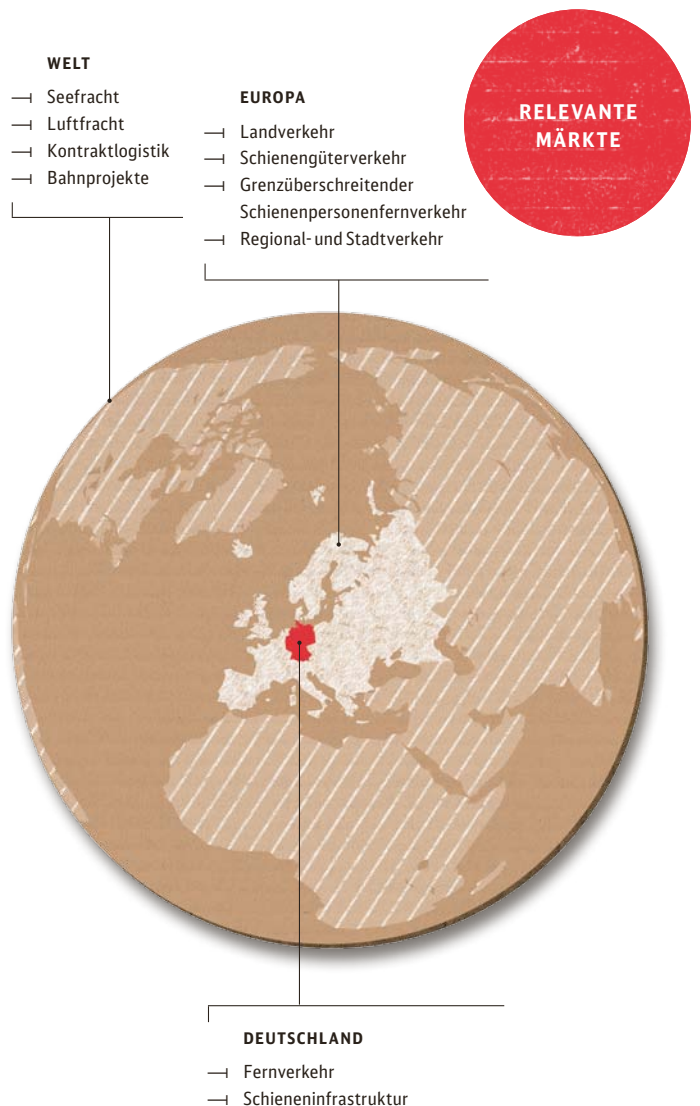 WELT
Seefracht
Luftfracht
Kontraktlogistik
Bahnprojekte
EUROPA
Landverkehr
Schienengüterverkehr
Grenzüberschreitender
Schienenpersonenfernverkehr
Regional- und Stadtverkehr
RELEVANTE
MÄRKTE
DEUTSCHLAND
Fernverkehr
Schieneninfrastruktur